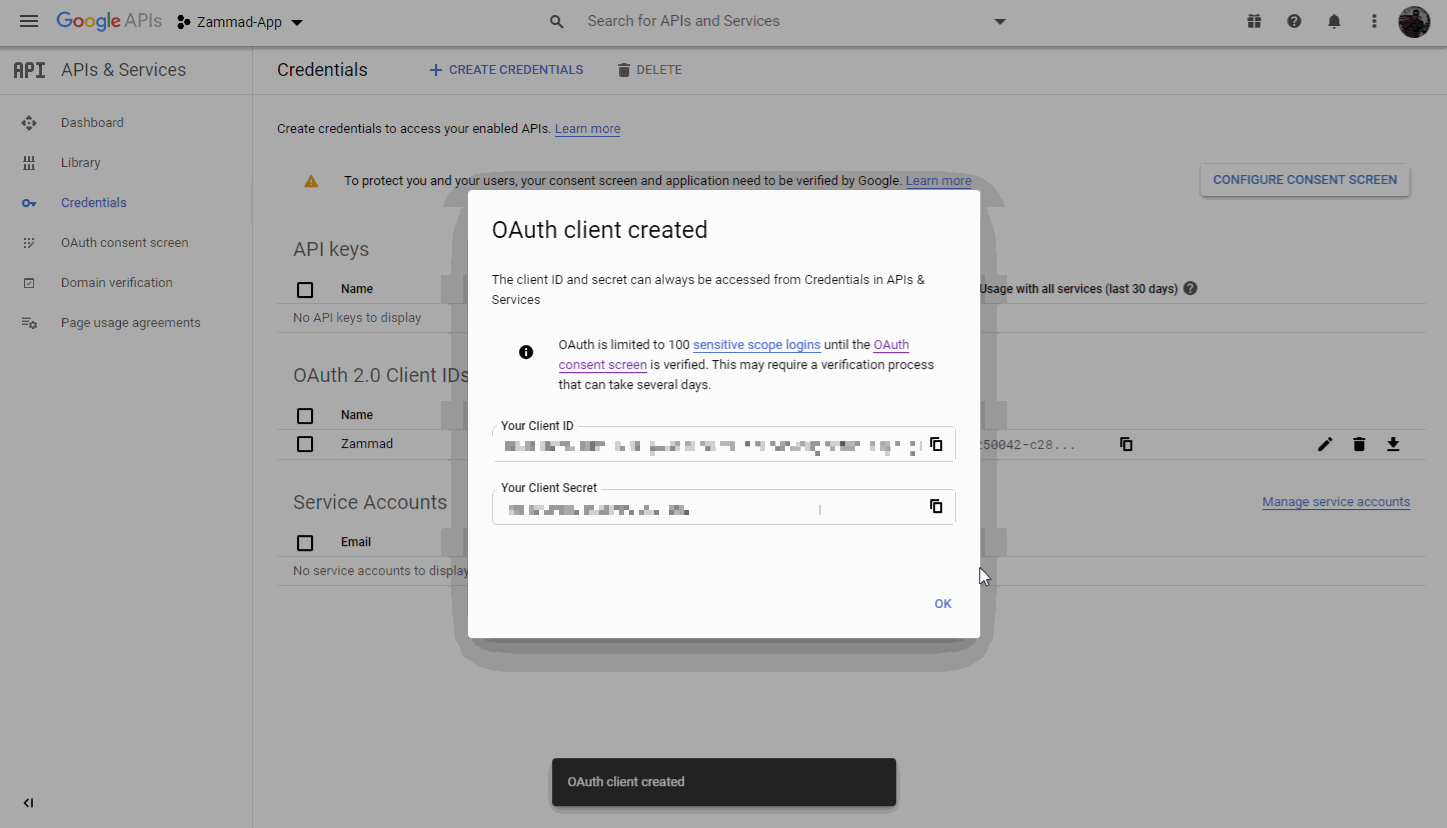 Google APIs
Zammad-App
Search for APIs and Services
API APIs & Services
Credentials
CREATE CREDENTIALS
DELETE
Dashboard
Library
Credentials
OAuth consent screen
Domain verification
Page usage agreements
Create credentials to access your enabled APIs. Learn more
To protect you and your users, your consent screen and application need to be verified by Google. Learn more
CONFIGURE CONSENT SCREEN
API keys
Name
Usage with all services (last 30 days)
No API keys to display
OAuth 2.0 Client IDs
Name
Zammad
250042-c28...
Service Accounts
Manage service accounts
Email
No service accounts to display
OAuth client created
The client ID and secret can always be accessed from Credentials in APIs &
Services
OAuth is limited to 100 sensitive scope logins until the OAuth
consent screen is verified. This may require a verification process
that can take several days.
Your Client ID
Your Client Secret
OK
OAuth client created